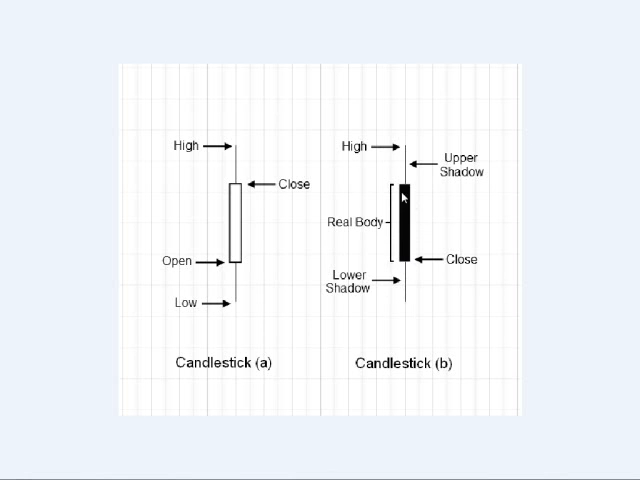 High
Close
Open
Low
Candlestick (a)
High
Upper
Shadow
Real Body
Close
Lower
Shadow
Candlestick (b)